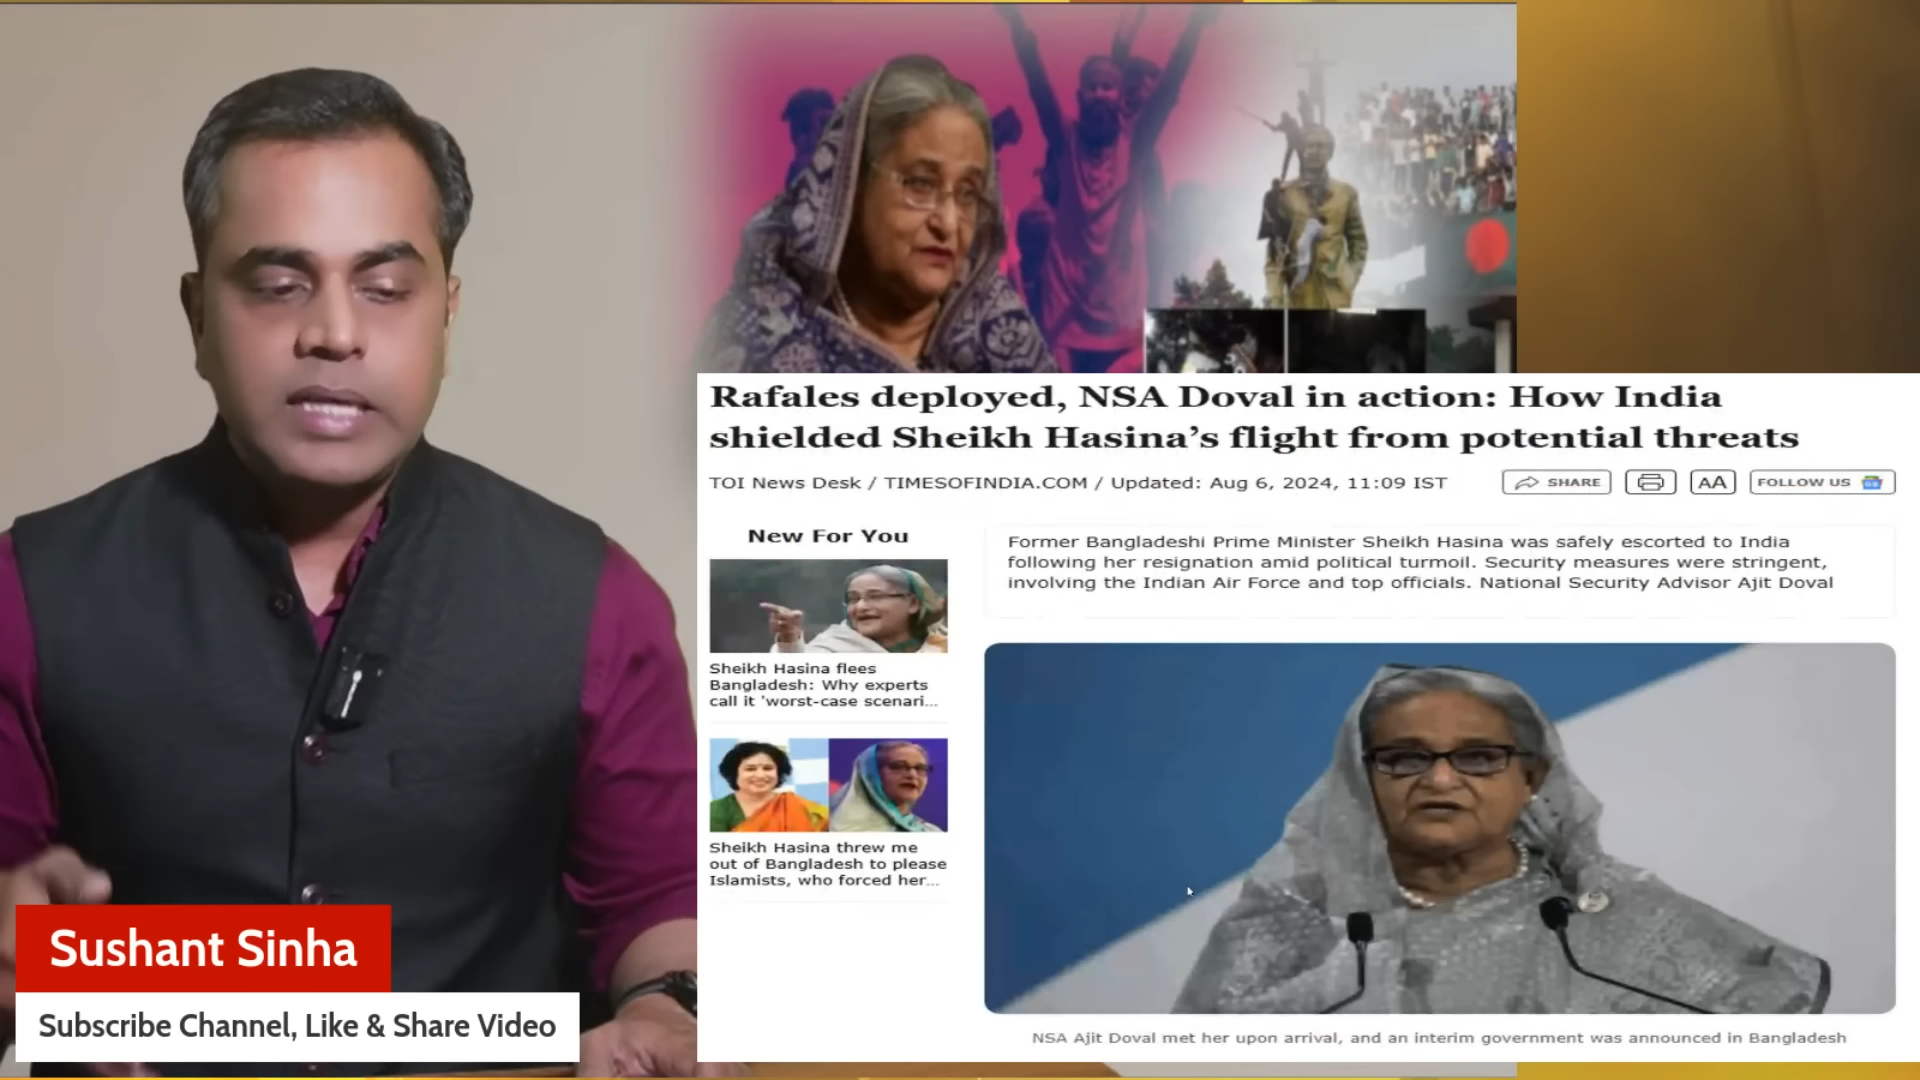 Rafales deployed, NSA Doval in action: How India
shielded Sheikh Hasina's flight from potential threats
TOI News Desk / TIMESOFINDIA.COM / Updated: Aug 6, 2024, 11:09 IST
SHARE
AA
FOLLOW US
New For You
Sheikh Hasina flees
Bangladesh: Why experts
call it 'worst-case scenari...
Sheikh Hasina threw me
out of Bangladesh to please
Islamists, who forced her...
Former Bangladeshi Prime Minister Sheikh Hasina was safely escorted to India
following her resignation amid political turmoil. Security measures were stringent,
involving the Indian Air Force and top officials. National Security Advisor Ajit Doval
NSA Ajit Doval met her upon arrival, and an interim government was announced in Bangladesh
Sushant Sinha
Subscribe Channel, Like & Share Video